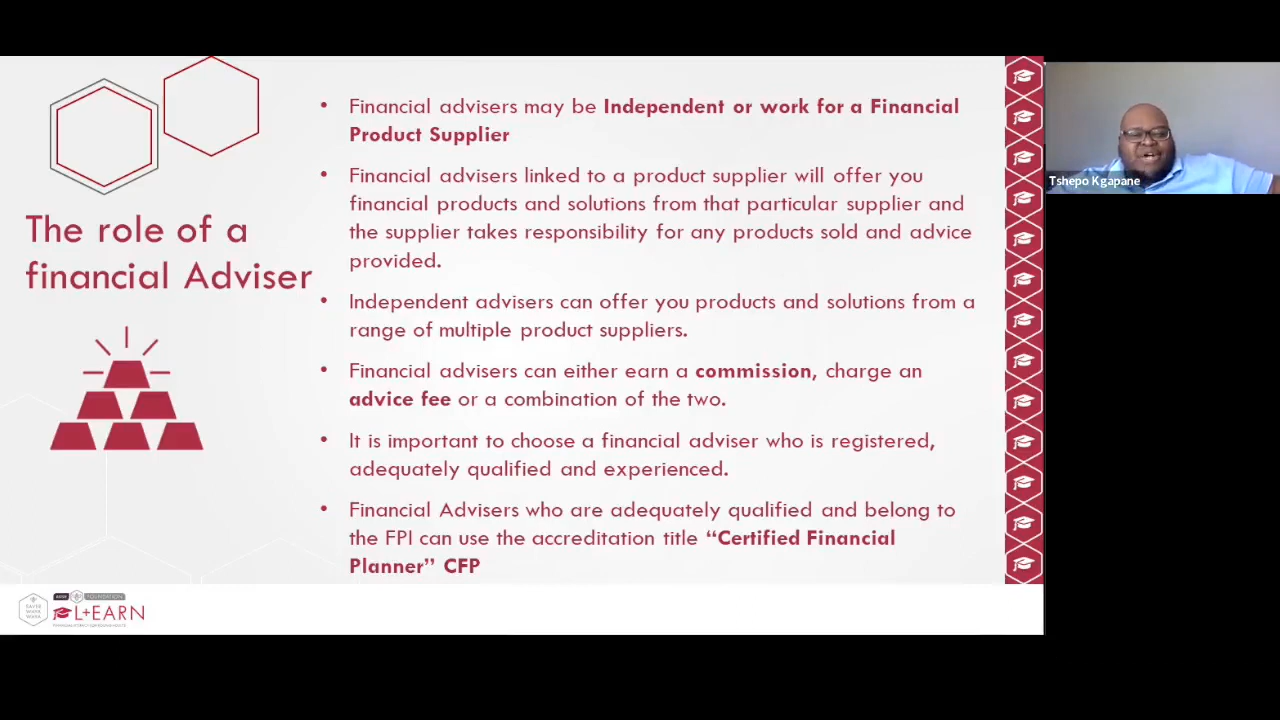 The role of a
financial Adviser
• Financial advisers may be Independent or work for a Financial
Product Supplier
• Financial advisers linked to a product supplier will offer you
financial products and solutions from that particular supplier and
the supplier takes responsibility for any products sold and advice
provided.
• Independent advisers can offer you products and solutions from a
range of multiple product suppliers.
• Financial advisers can either earn a commission, charge an
advice fee or a combination of the two.
• It is important to choose a financial adviser who is registered,
adequately qualified and experienced.
• Financial Advisers who are adequately qualified and belong to
the FPI can use the accreditation title “Certified Financial
Planner” CFP
Tshepo Kgapane
FOUNDATION
L+EARN